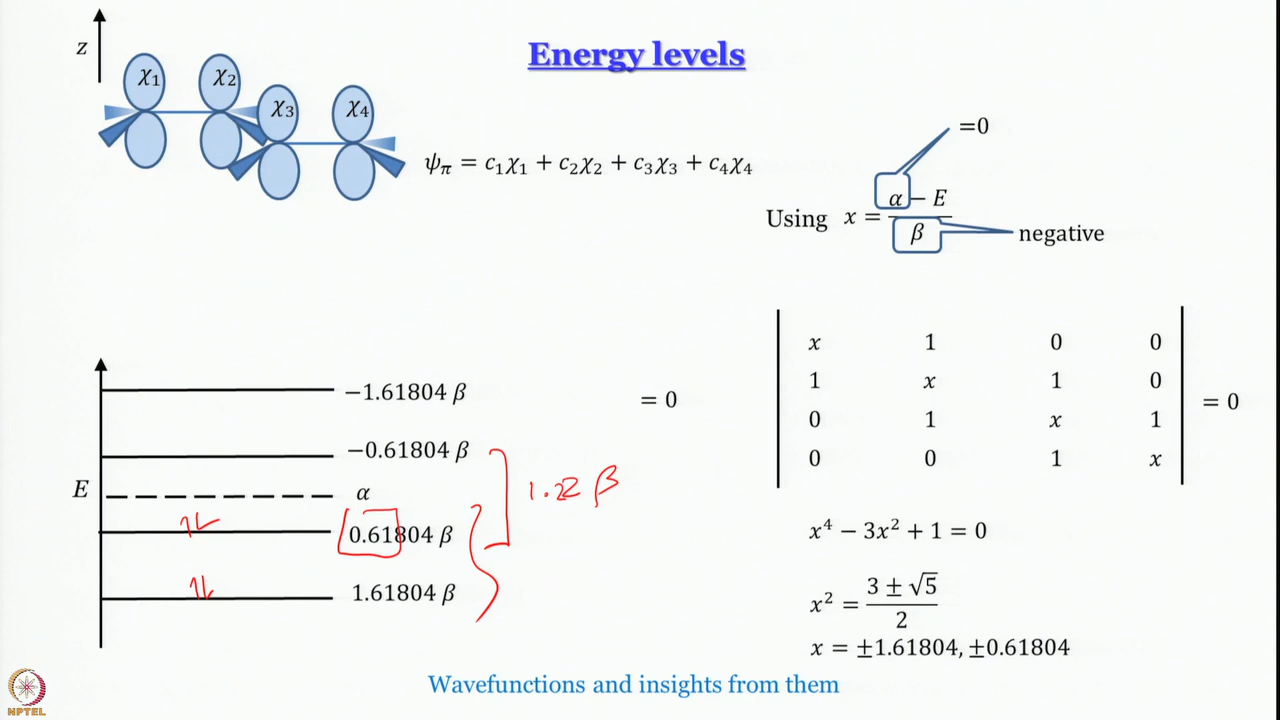 Energy levels
z
χ1 χ2 χ3 χ4
ψπ = c1χ1 + c2χ2 + c3χ3 + c4χ4
=0
Using x = (α − E)/β
negative
−1.61804 β
−0.61804 β
E
α
0.61804 β
1.61804 β
1.22 β
= 0
x 1 0 0
1 x 1 0
0 1 x 1
0 0 1 x
= 0
x⁴ − 3x² + 1 = 0
x² = (3 ± √5)/2
x = ±1.61804, ±0.61804
Wavefunctions and insights from them
NPTEL